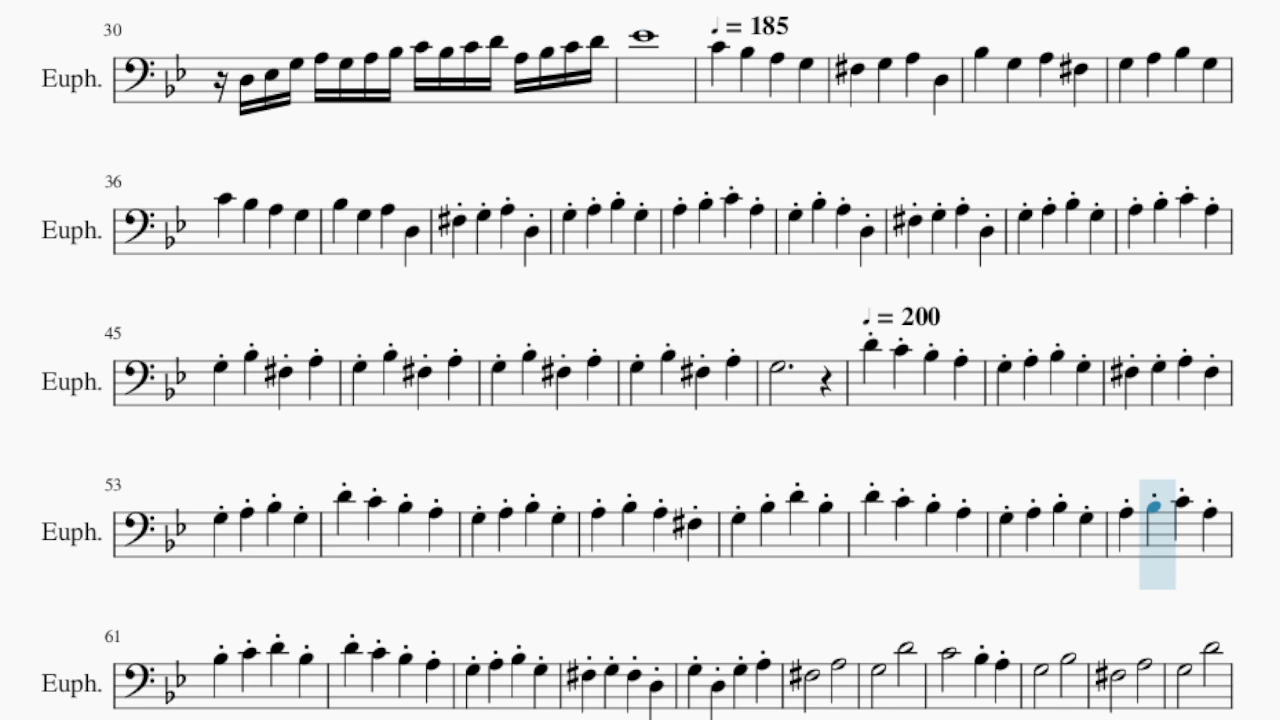 30
♩ = 185
Euph.
36
Euph.
45
♩ = 200
Euph.
53
Euph.
61
Euph.